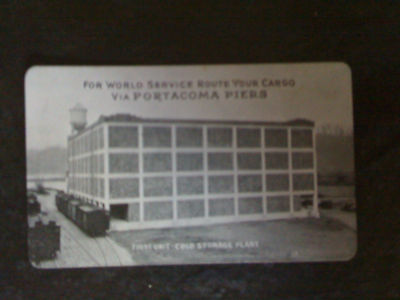 FOR WORLD SERVICE ROUTE YOUR CARGO
VIA PORTACOMA PIERS
FIRST UNIT - COLD STORAGE PLANT